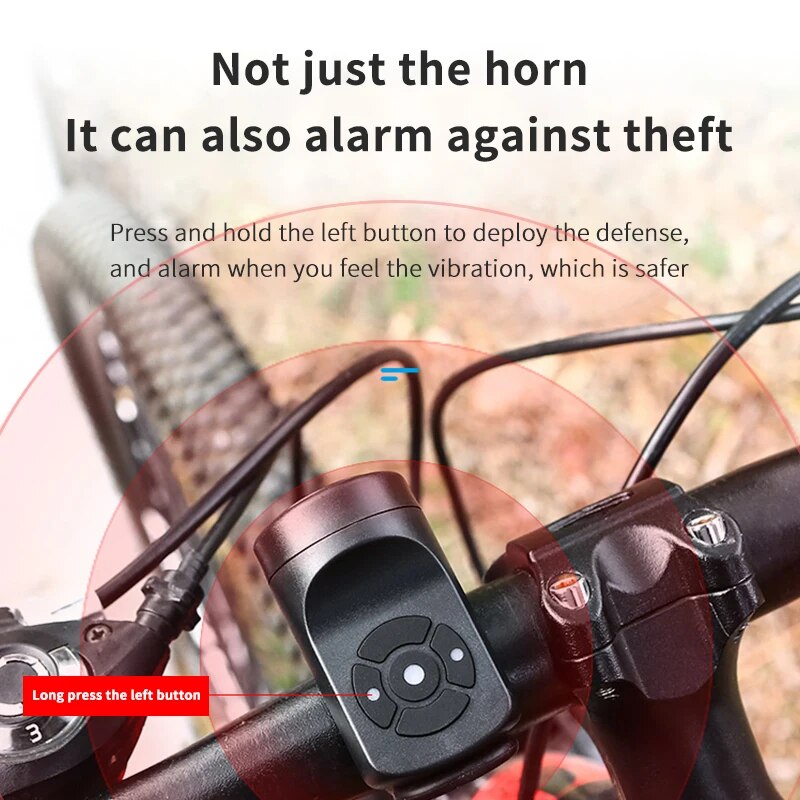 Not just the horn
It can also alarm against theft
Press and hold the left button to deploy the defense,
and alarm when you feel the vibration, which is safer
Long press the left button
3